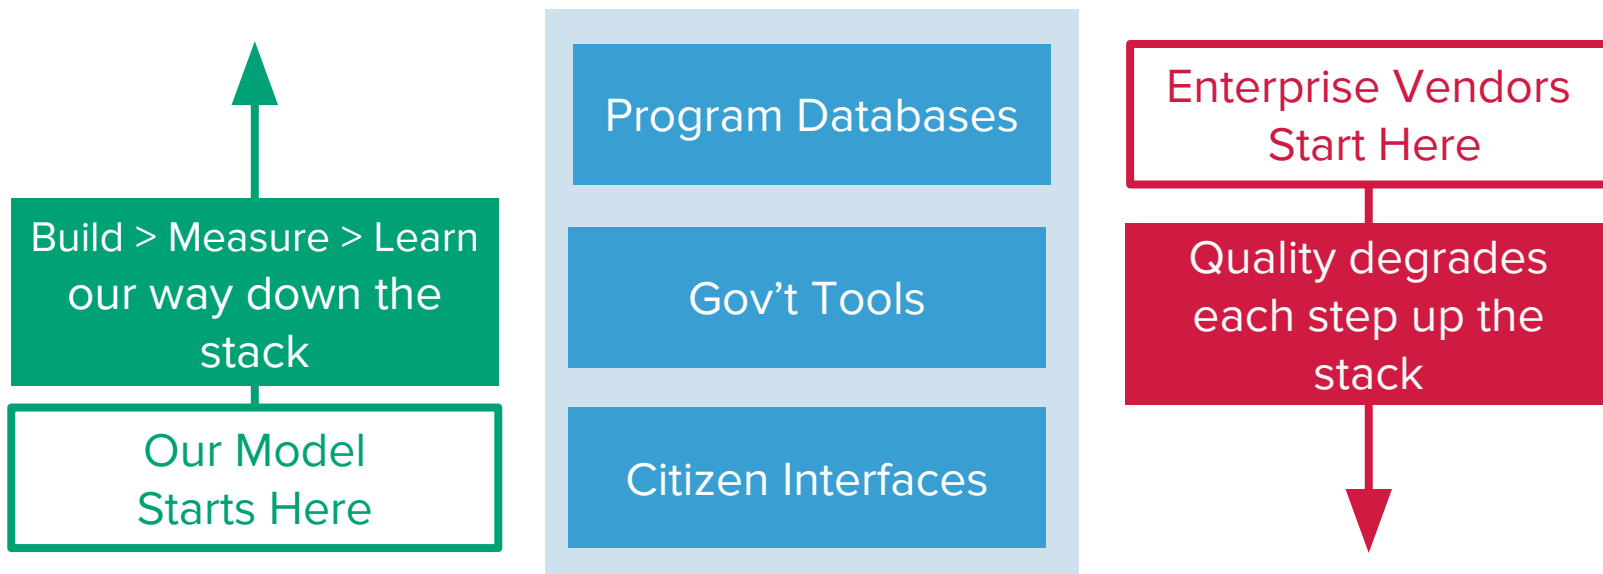 Build > Measure > Learn
our way down the
stack
Our Model
Starts Here
Program Databases
Gov’t Tools
Citizen Interfaces
Enterprise Vendors
Start Here
Quality degrades
each step up the
stack